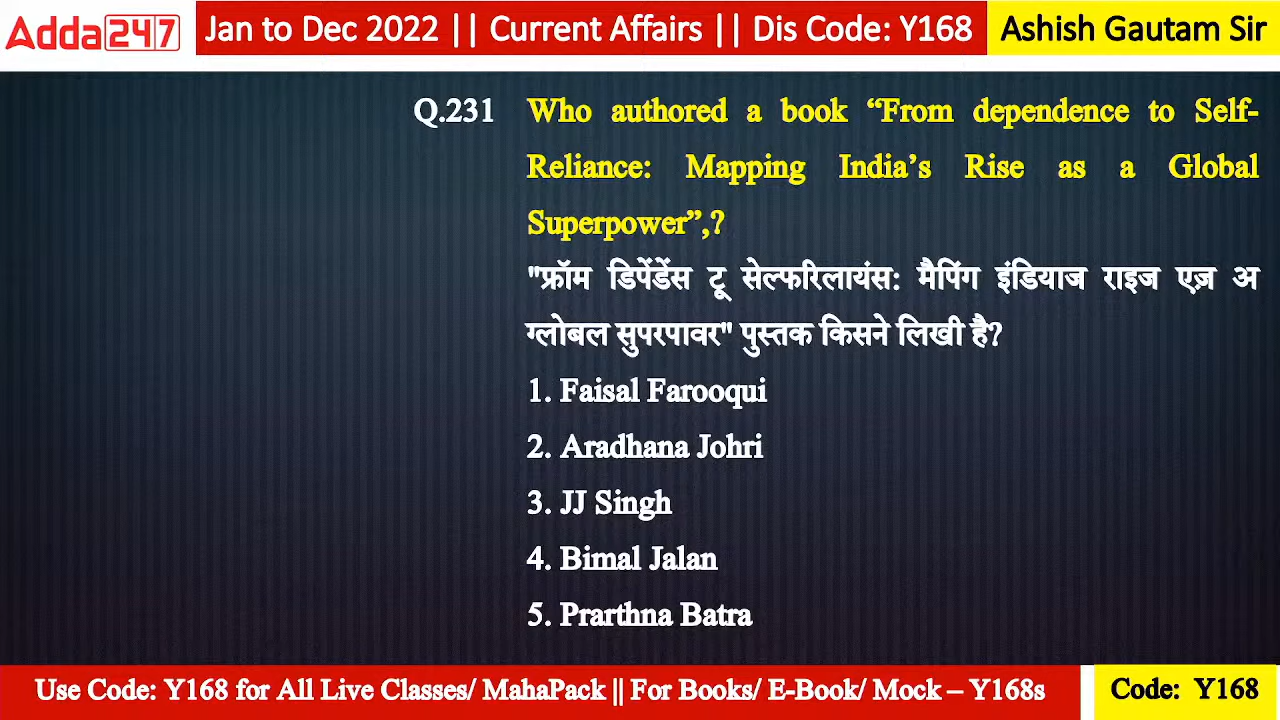 Adda247 Jan to Dec 2022 || Current Affairs || Dis Code: Y168 Ashish Gautam Sir
Q.231 Who authored a book “From dependence to Self-
Reliance: Mapping India’s Rise as a Global
Superpower”,?
"फ्रॉम डिपेंडेंस टू सेल्फरिलायंस: मैपिंग इंडियाज राइज एज़ अ
ग्लोबल सुपरपावर" पुस्तक किसने लिखी है?
1. Faisal Farooqui
2. Aradhana Johri
3. JJ Singh
4. Bimal Jalan
5. Prarthna Batra
Use Code: Y168 for All Live Classes/ MahaPack || For Books/ E-Book/ Mock – Y168s Code: Y168